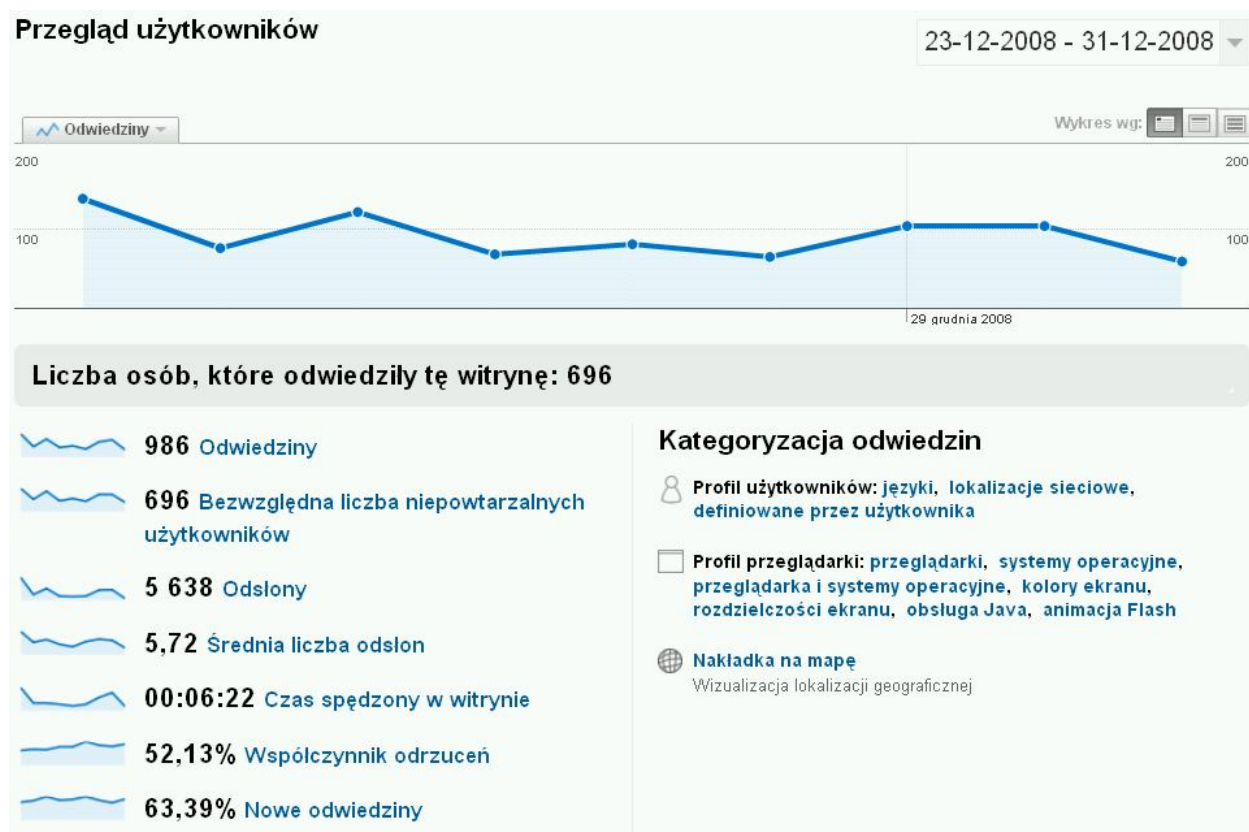 Przegląd użytkowników
23-12-2008 - 31-12-2008
Odwiedziny
Wykres wg:
200
200
100
100
29 grudnia 2008
Liczba osób, które odwiedziły tę witrynę: 696
986 Odwiedziny
696 Bezwzględna liczba niepowtarzalnych
użytkowników
5 638 Odsłony
5,72 Średnia liczba odsłon
00:06:22 Czas spędzony w witrynie
52,13% Współczynnik odrzuceń
63,39% Nowe odwiedziny
Kategoryzacja odwiedzin
Profil użytkowników: języki, lokalizacje sieciowe,
definiowane przez użytkownika
Profil przeglądarki: przeglądarki, systemy operacyjne,
przeglądarka i systemy operacyjne, kolory ekranu,
rozdzielczości ekranu, obsługa Java, animacja Flash
Nakładka na mapę
Wizualizacja lokalizacji geograficznej